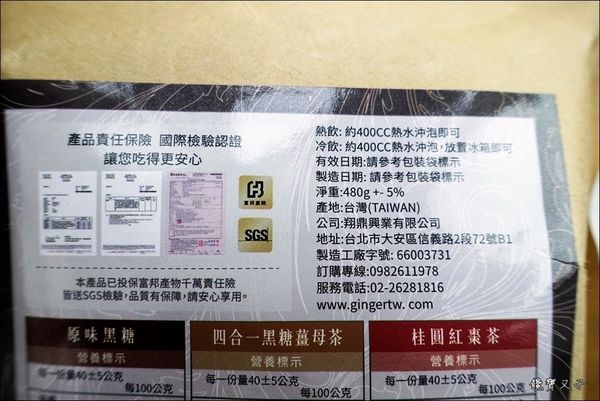 產品責任保險 國際檢驗認證
讓您吃得更安心
富邦產險
SGS
本產品已投保富邦產物千萬責任險
皆送SGS檢驗,品質有保障,請安心享用。
熱飲: 約400CC熱水沖泡即可
冷飲: 約400CC熱水沖泡,放置冰箱即可
有效日期:請參考包裝袋標示
製造日期:請參考包裝袋標示
淨重:480g +- 5%
產地:台灣(TAIWAN)
公司:翔鼎興業有限公司
地址:台北市大安區信義路2段72號B1
製造工廠字號: 66003731
訂購專線:0982611978
服務電話:02-26281816
www.gingertw. com
原味黑糖
營養標示
每一份量40±5公克
每100公克
四合一黑糖薑母茶
營養標示
每一份量40±5公克
每100公克
桂圓紅棗茶
營養標示
每一份量40±5公克
每100公克